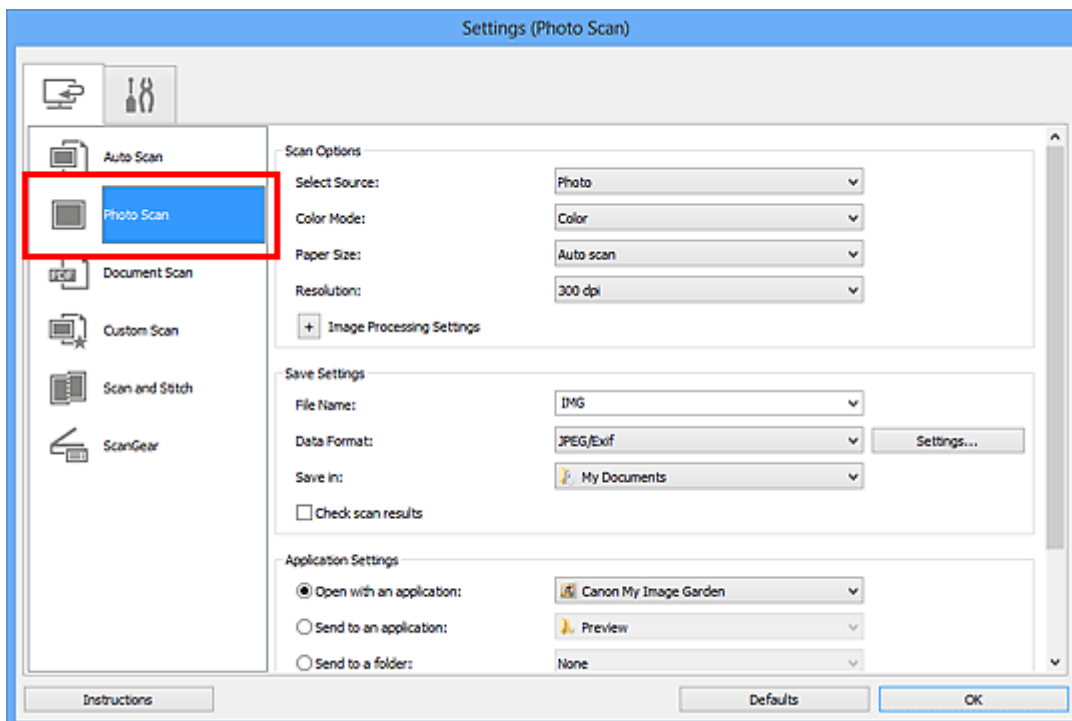 Settings (Photo Scan)
Auto Scan
Photo Scan
Document Scan
Custom Scan
Scan and Stitch
ScanGear
Scan Options
Select Source: Photo
Color Mode: Color
Paper Size: Auto scan
Resolution: 300 dpi
+ Image Processing Settings
Save Settings
File Name: IMG
Data Format: JPEG/Exif Settings...
Save in: My Documents
Check scan results
Application Settings
Open with an application: Canon My Image Garden
Send to an application: Preview
Send to a folder: None
Instructions Defaults OK